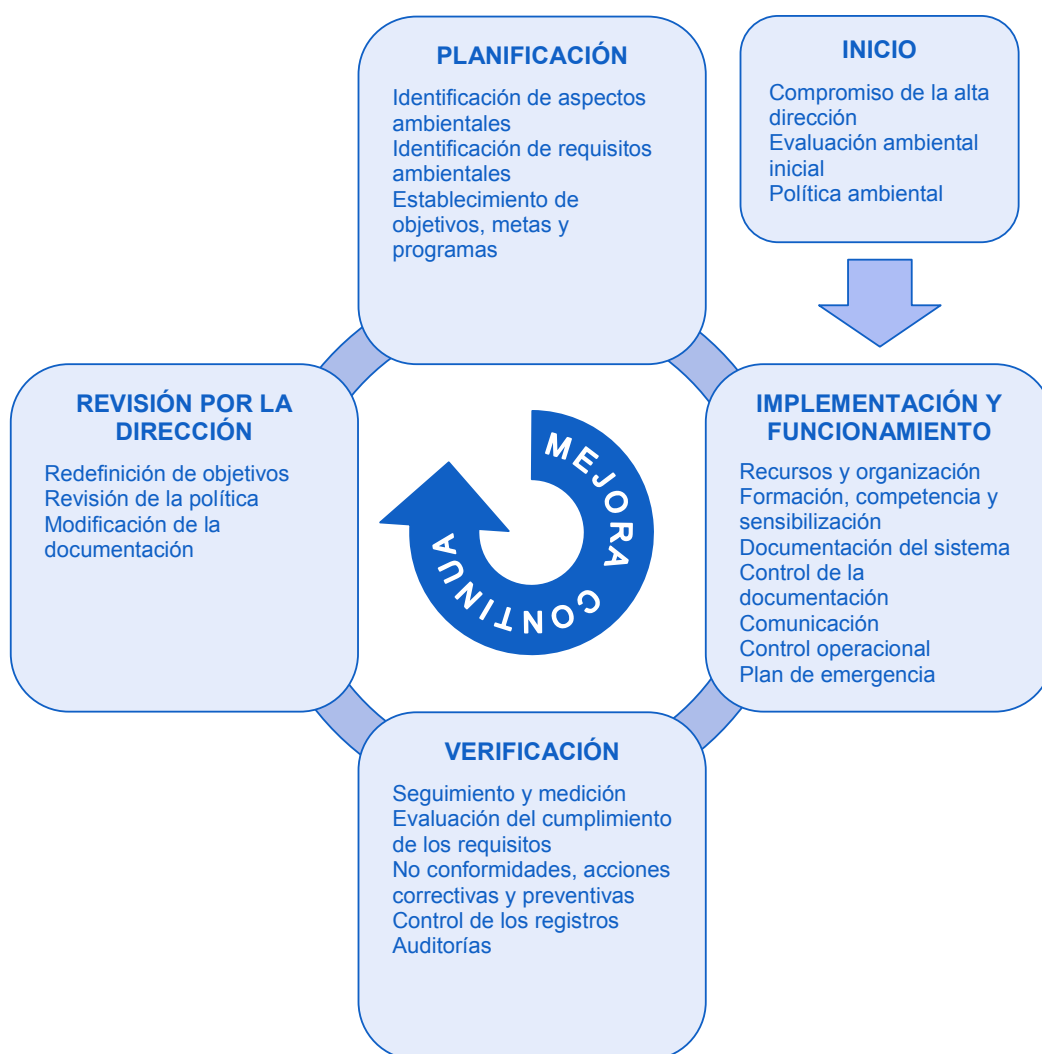 PLANIFICACIÓN
Identificación de aspectos
ambientales
Identificación de requisitos
ambientales
Establecimiento de
objetivos, metas y
programas
INICIO
Compromiso de la alta
dirección
Evaluación ambiental
inicial
Política ambiental
REVISIÓN POR LA
DIRECCIÓN
Redefinición de objetivos
Revisión de la política
Modificación de la
documentación
MEJORA CONTINUA
IMPLEMENTACIÓN Y
FUNCIONAMIENTO
Recursos y organización
Formación, competencia y
sensibilización
Documentación del sistema
Control de la
documentación
Comunicación
Control operacional
Plan de emergencia
VERIFICACIÓN
Seguimiento y medición
Evaluación del cumplimiento
de los requisitos
No conformidades, acciones
correctivas y preventivas
Control de los registros
Auditorías